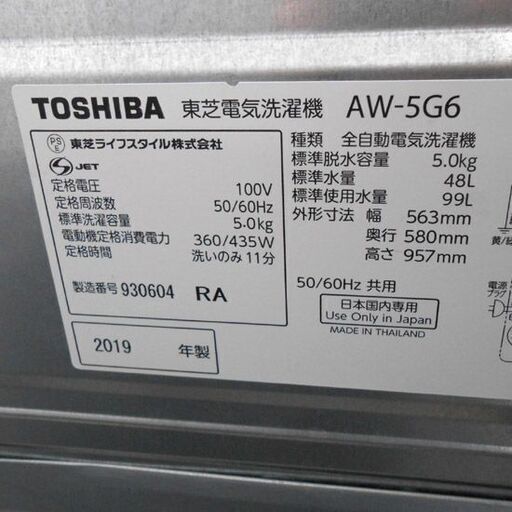 TOSHIBA 東芝電気洗濯機 AW-5G6
PS
E
東芝ライフスタイル株式会社
S JET
定格電圧 100V
定格周波数 50/60Hz
標準洗濯容量 5.0kg
電動機定格消費電力 360/435W
定格時間 洗いのみ 11分
製造番号 930604 RA
2019 年製
種類 全自動電気洗濯機
標準脱水容量 5.0kg
標準水量 48L
標準使用水量 99L
外形寸法 幅 563mm
奥行 580mm
高さ 957mm
50/60Hz 共用
日本国内専用
Use Only in Japan
MADE IN THAILAND
電源
プラグ